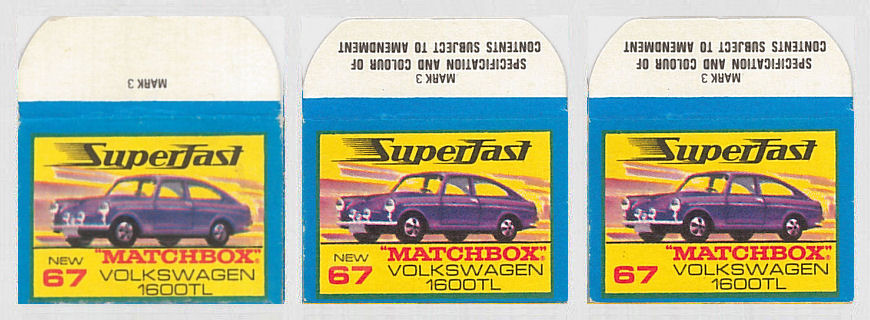 MARK 3
SuperFast
NEW
67
"MATCHBOX"®
VOLKSWAGEN
1600TL
SPECIFICATION AND COLOUR OF
CONTENTS SUBJECT TO AMENDMENT
MARK 3
SuperFast
NEW
67
"MATCHBOX"®
VOLKSWAGEN
1600TL
SPECIFICATION AND COLOUR OF
CONTENTS SUBJECT TO AMENDMENT
MARK 3
SuperFast
67
"MATCHBOX"®
VOLKSWAGEN
1600TL